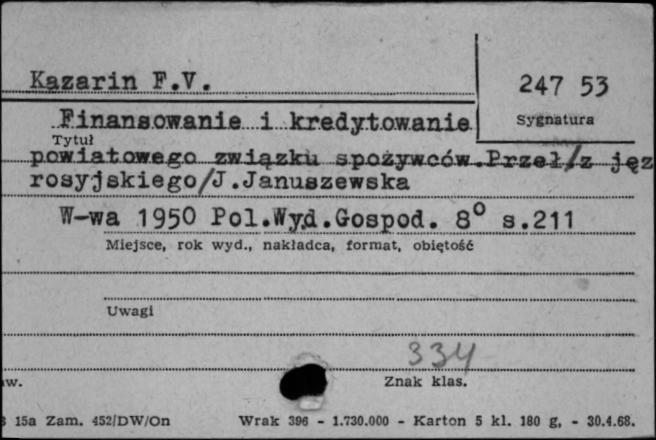 Kazarin F.V.
247 53
Sygnatura
Finansowanie i kredytowanie
Tytuł
powiatowego związku spożywców.Przeł/z jęz
rosyjskiego/J.Januszewska
W-wa 1950 Pol.Wyd.Gospod. 8° s.211
Miejsce, rok wyd., nakładca, format, obiętość
Uwagi
334
aw.
Znak klas.
15a Zam. 452/DW/On Wrak 396 - 1.730.000 - Karton 5 kl. 180 g, - 30.4.68.